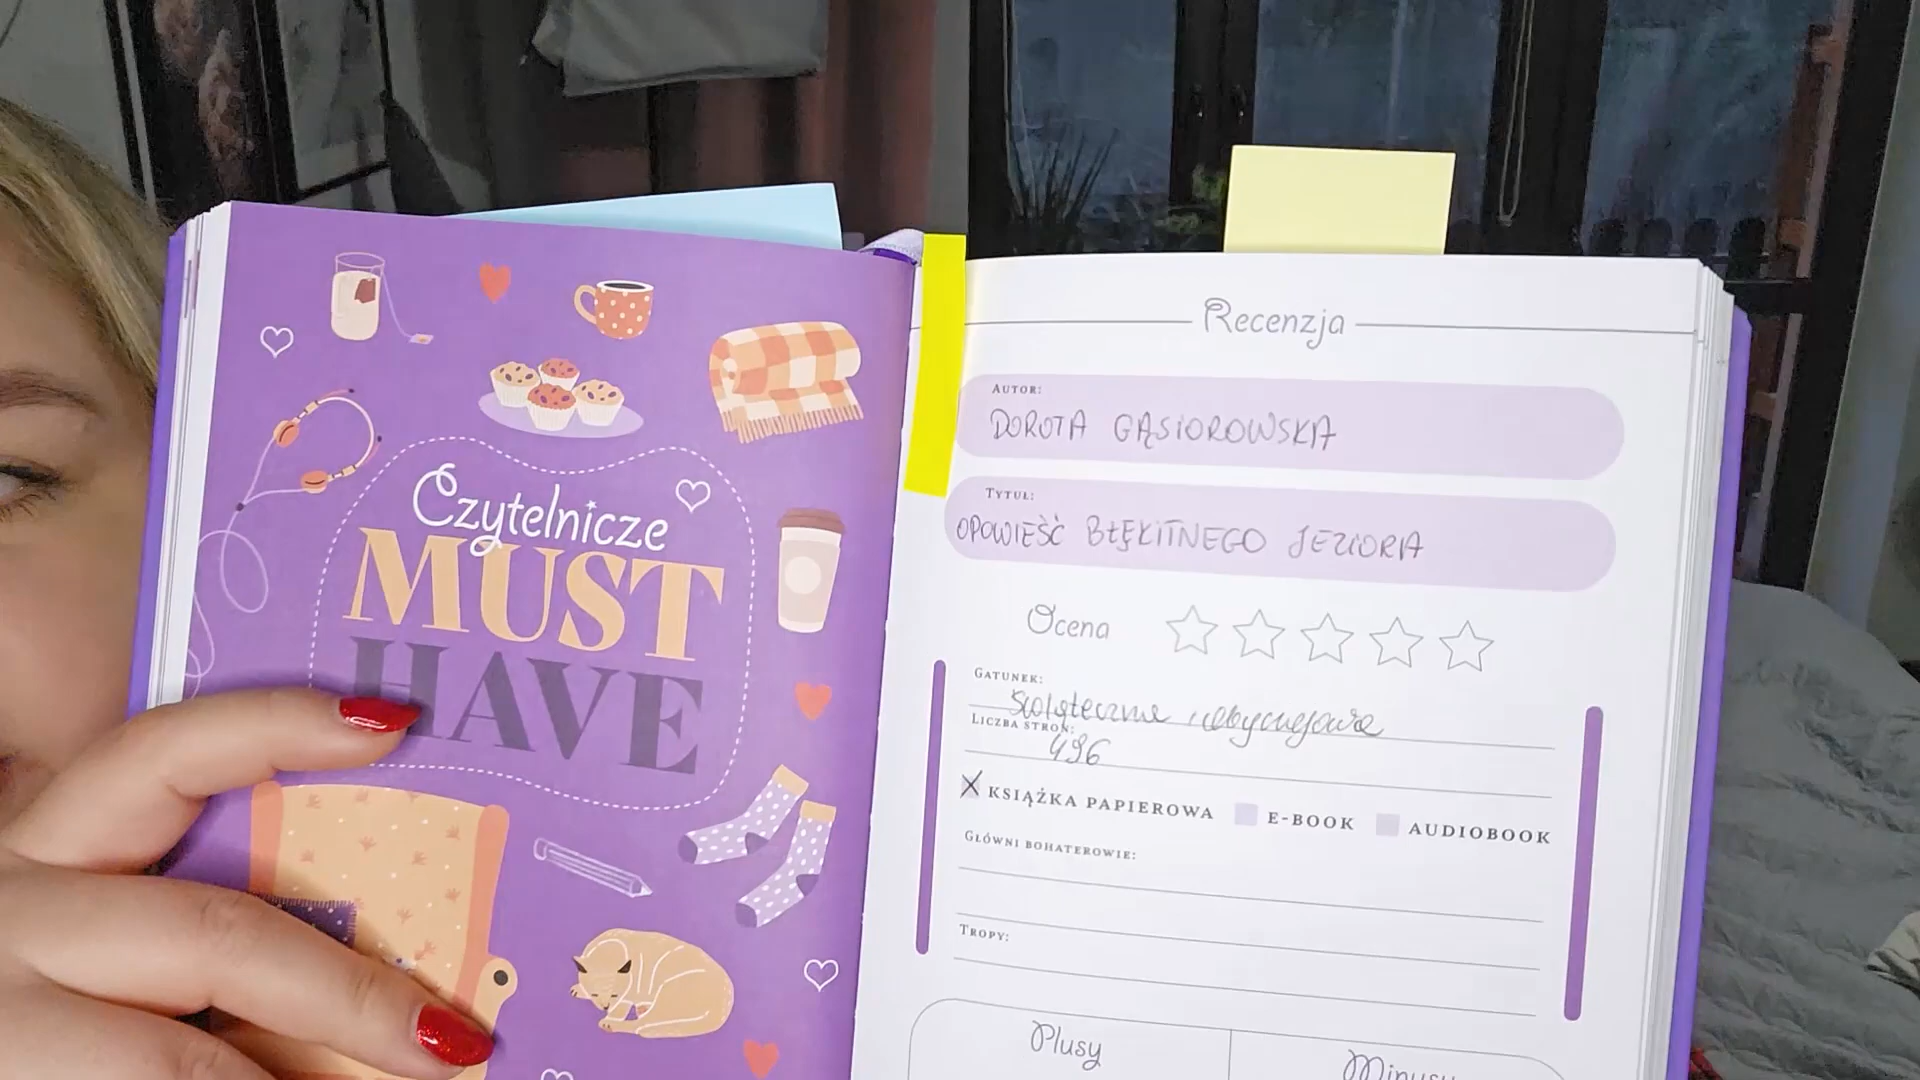 Czytelnicze
MUST
HAVE
Recenzja
AUTOR:
DOROTA GĄSIOROWSKA
TYTUŁ:
OPOWIEŚĆ BŁĘKITNEGO JEZIORA
Ocena
GATUNEK:
LICZBA STRON:
496
X KSIĄŻKA PAPIEROWA E-BOOK AUDIOBOOK
GŁÓWNI BOHATEROWIE:
TROPY:
Plusy
Minusy